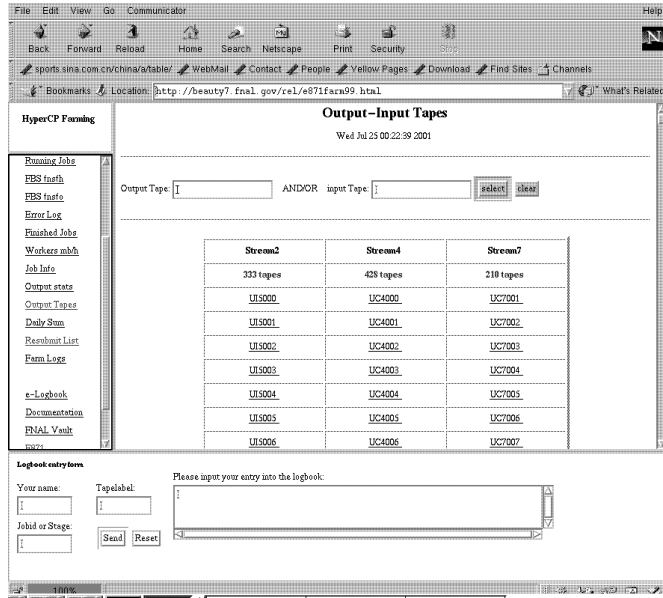 File Edit View Go Communicator Help
Back Forward Reload Home Search Netscape Print Security Stop
N
sports.sina.com.cn/china/a/table/ WebMail Contact People Yellow Pages Download Find Sites Channels
Bookmarks Location: http://beauty7.fnal.gov/rel/e871farm99.html What's Related
HyperCP Farming
Running Jobs
FBS fnsfh
FBS fnsfo
Error Log
Finished Jobs
Workers mb/h
Job Info
Output stats
Output Tapes
Daily Sum
Resubmit List
Farm Logs
e-Logbook
Documentation
FNAL Vault
E871
Output-Input Tapes
Wed Jul 25 00:22:39 2001
Output Tape: AND/OR input Tape: select clear
Stream2 Stream4 Stream7
333 tapes 428 tapes 210 tapes
UI5000 UC4000 UC7001
UI5001 UC4001 UC7002
UI5002 UC4002 UC7003
UI5003 UC4003 UC7004
UI5004 UC4004 UC7005
UI5005 UC4005 UC7006
UI5006 UC4006 UC7007
Logbook entry form
Your name: Tapelabel: Please input your entry into the logbook:
Jobid or Stage:
Send Reset
100%